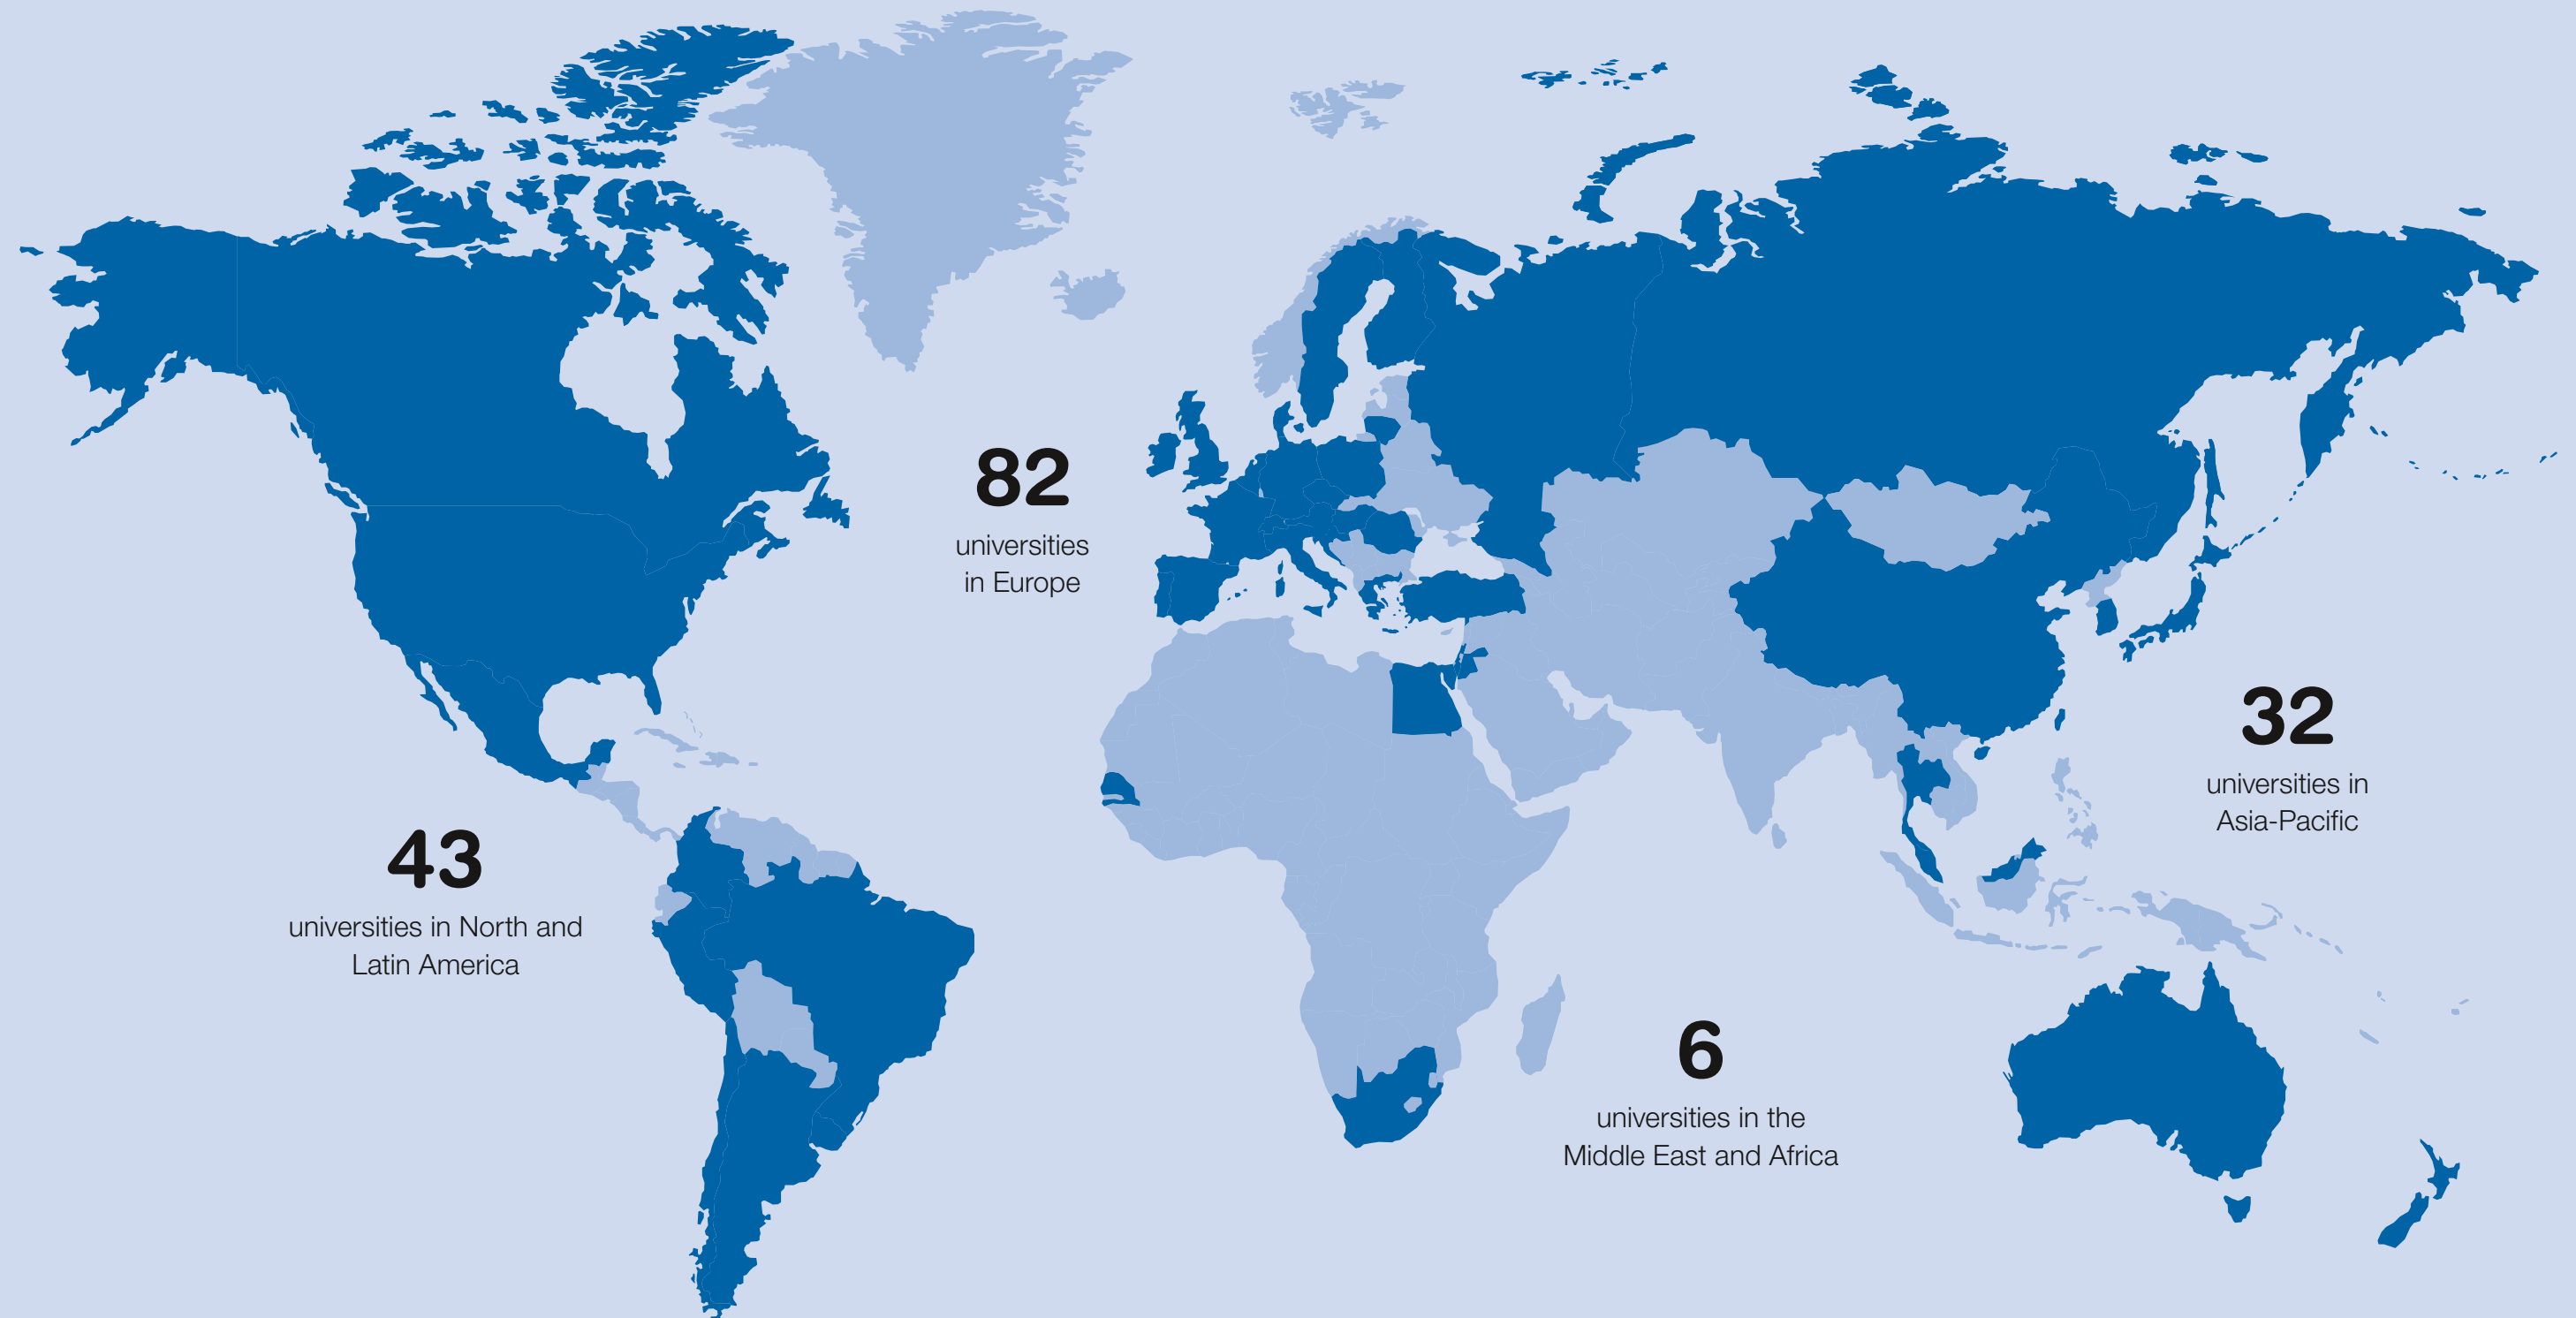 82
universities
in Europe
32
universities in
Asia-Pacific
43
universities in North and
Latin America
6
universities in the
Middle East and Africa